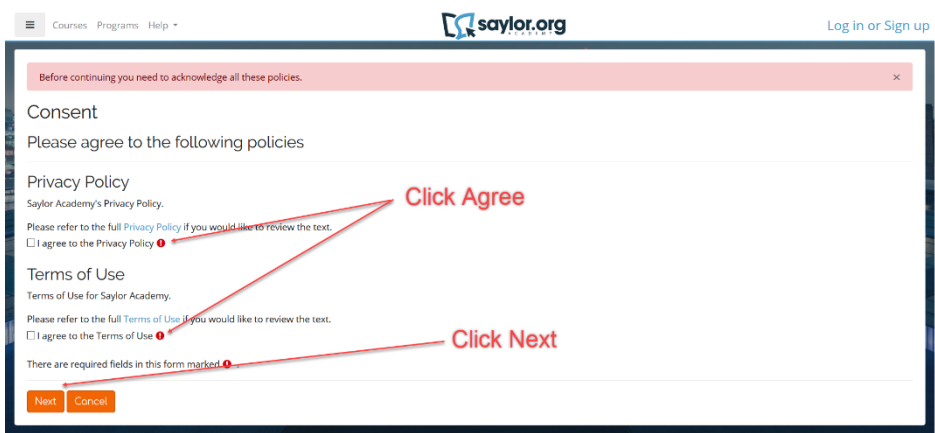 Courses Programs Help
saylor.org
ACADEMY
Log in or Sign up
Before continuing you need to acknowledge all these policies. ×
Consent
Please agree to the following policies
Privacy Policy
Saylor Academy's Privacy Policy.
Click Agree
Please refer to the full Privacy Policy if you would like to review the text.
I agree to the Privacy Policy
Terms of Use
Terms of Use for Saylor Academy.
Please refer to the full Terms of Use if you would like to review the text.
I agree to the Terms of Use
Click Next
There are required fields in this form marked .
Next Cancel